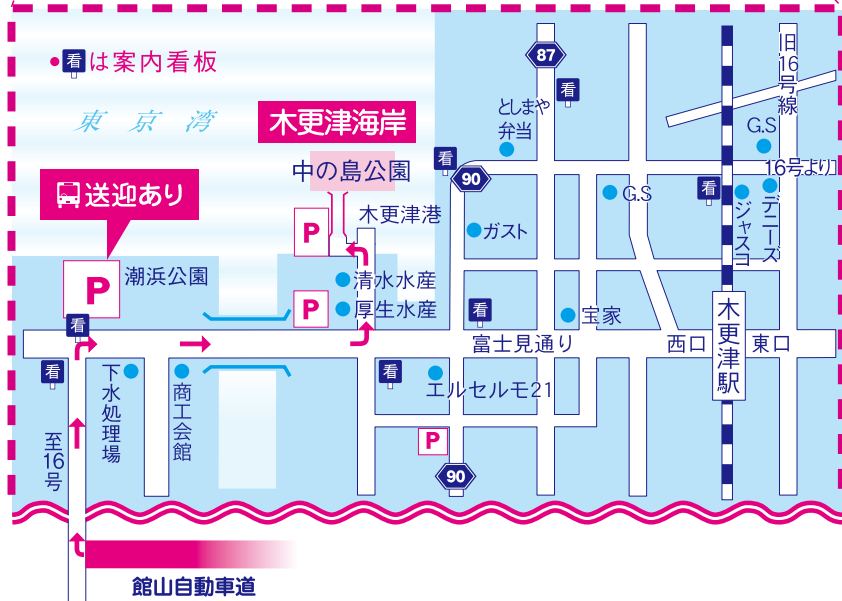 看は案内看板
東京湾
木更津海岸
中の島公園
送迎あり
P
潮浜公園
P
P
木更津港
清水水産
厚生水産
87
看
としまや
弁当
看
90
旧16号線
G.S
16号より
看
ジャスコ
デニーズ
G.S
ガスト
看
宝家
富士見通り
西口
木更津駅
東口
看
看
下水処理場
商工会館
看
エルセルモ21
P
90
至16号
館山自動車道